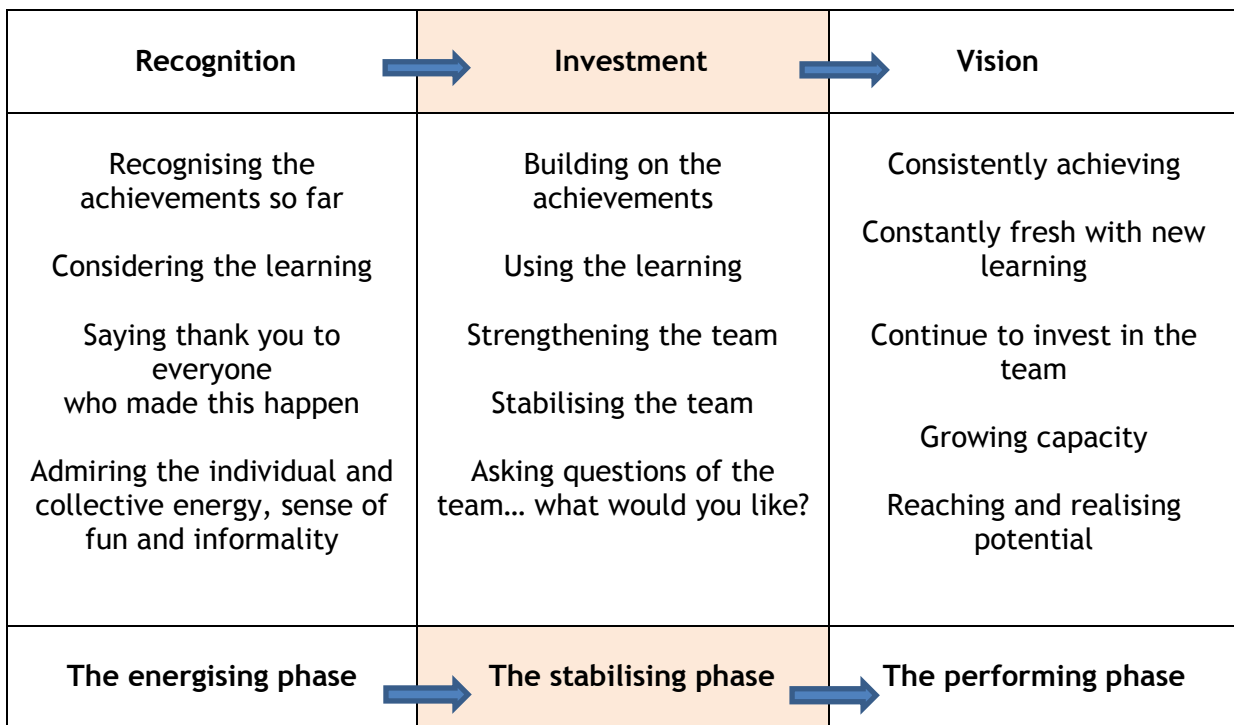 Recognition
Investment
Vision
Recognising the
achievements so far
Considering the learning
Saying thank you to
everyone
who made this happen
Admiring the individual and
collective energy, sense of
fun and informality
Building on the
achievements
Using the learning
Strengthening the team
Stabilising the team
Asking questions of the
team… what would you like?
Consistently achieving
Constantly fresh with new
learning
Continue to invest in the
team
Growing capacity
Reaching and realising
potential
The energising phase
The stabilising phase
The performing phase